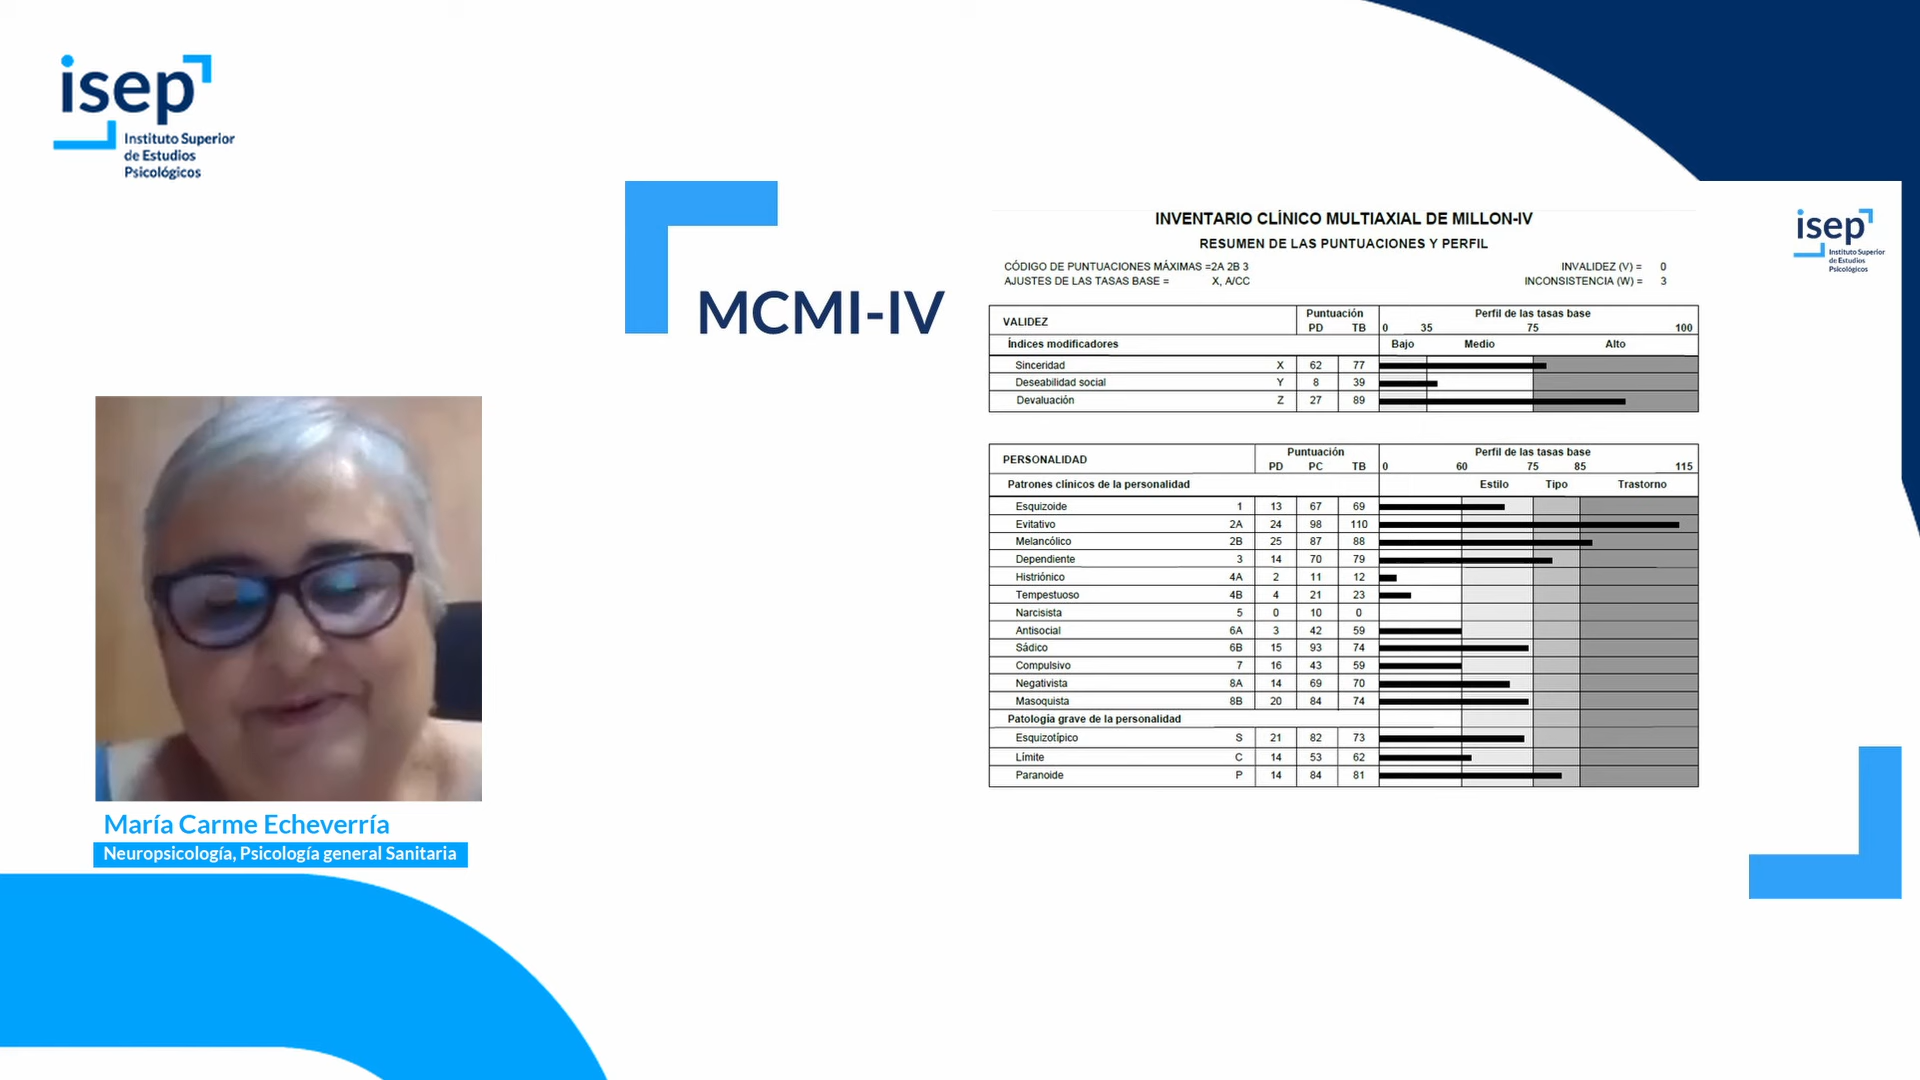 isep
Instituto Superior
de Estudios
Psicológicos
MCMI-IV
INVENTARIO CLÍNICO MULTIAXIAL DE MILLON-IV
RESUMEN DE LAS PUNTUACIONES Y PERFIL
CÓDIGO DE PUNTUACIONES MÁXIMAS =2A 2B 3 INVALIDEZ (V) = 0
AJUSTES DE LAS TASAS BASE = X, A/CC INCONSISTENCIA (W) = 3
isep
Instituto Superior
de Estudios
Psicológicos
VALIDEZ Puntuación Perfil de las tasas base
PD TB 0 35 75 100
Índices modificadores Bajo Medio Alto
Sinceridad X 62 77
Deseabilidad social Y 8 39
Devaluación Z 27 89
PERSONALIDAD Puntuación Perfil de las tasas base
PD PC TB 0 60 75 85 115
Patrones clínicos de la personalidad Estilo Tipo Trastorno
Esquizoide 1 13 67 69
Evitativo 2A 24 98 110
Melancólico 2B 25 87 88
Dependiente 3 14 70 79
Histriónico 4A 2 11 12
Tempestuoso 4B 4 21 23
Narcisista 5 0 10 0
Antisocial 6A 3 42 59
Sádico 6B 15 93 74
Compulsivo 7 16 43 59
Negativista 8A 14 69 70
Masoquista 8B 20 84 74
Patología grave de la personalidad
Esquizotípico S 21 82 73
Límite C 14 53 62
Paranoide P 14 84 81
María Carme Echeverría
Neuropsicología, Psicología general Sanitaria